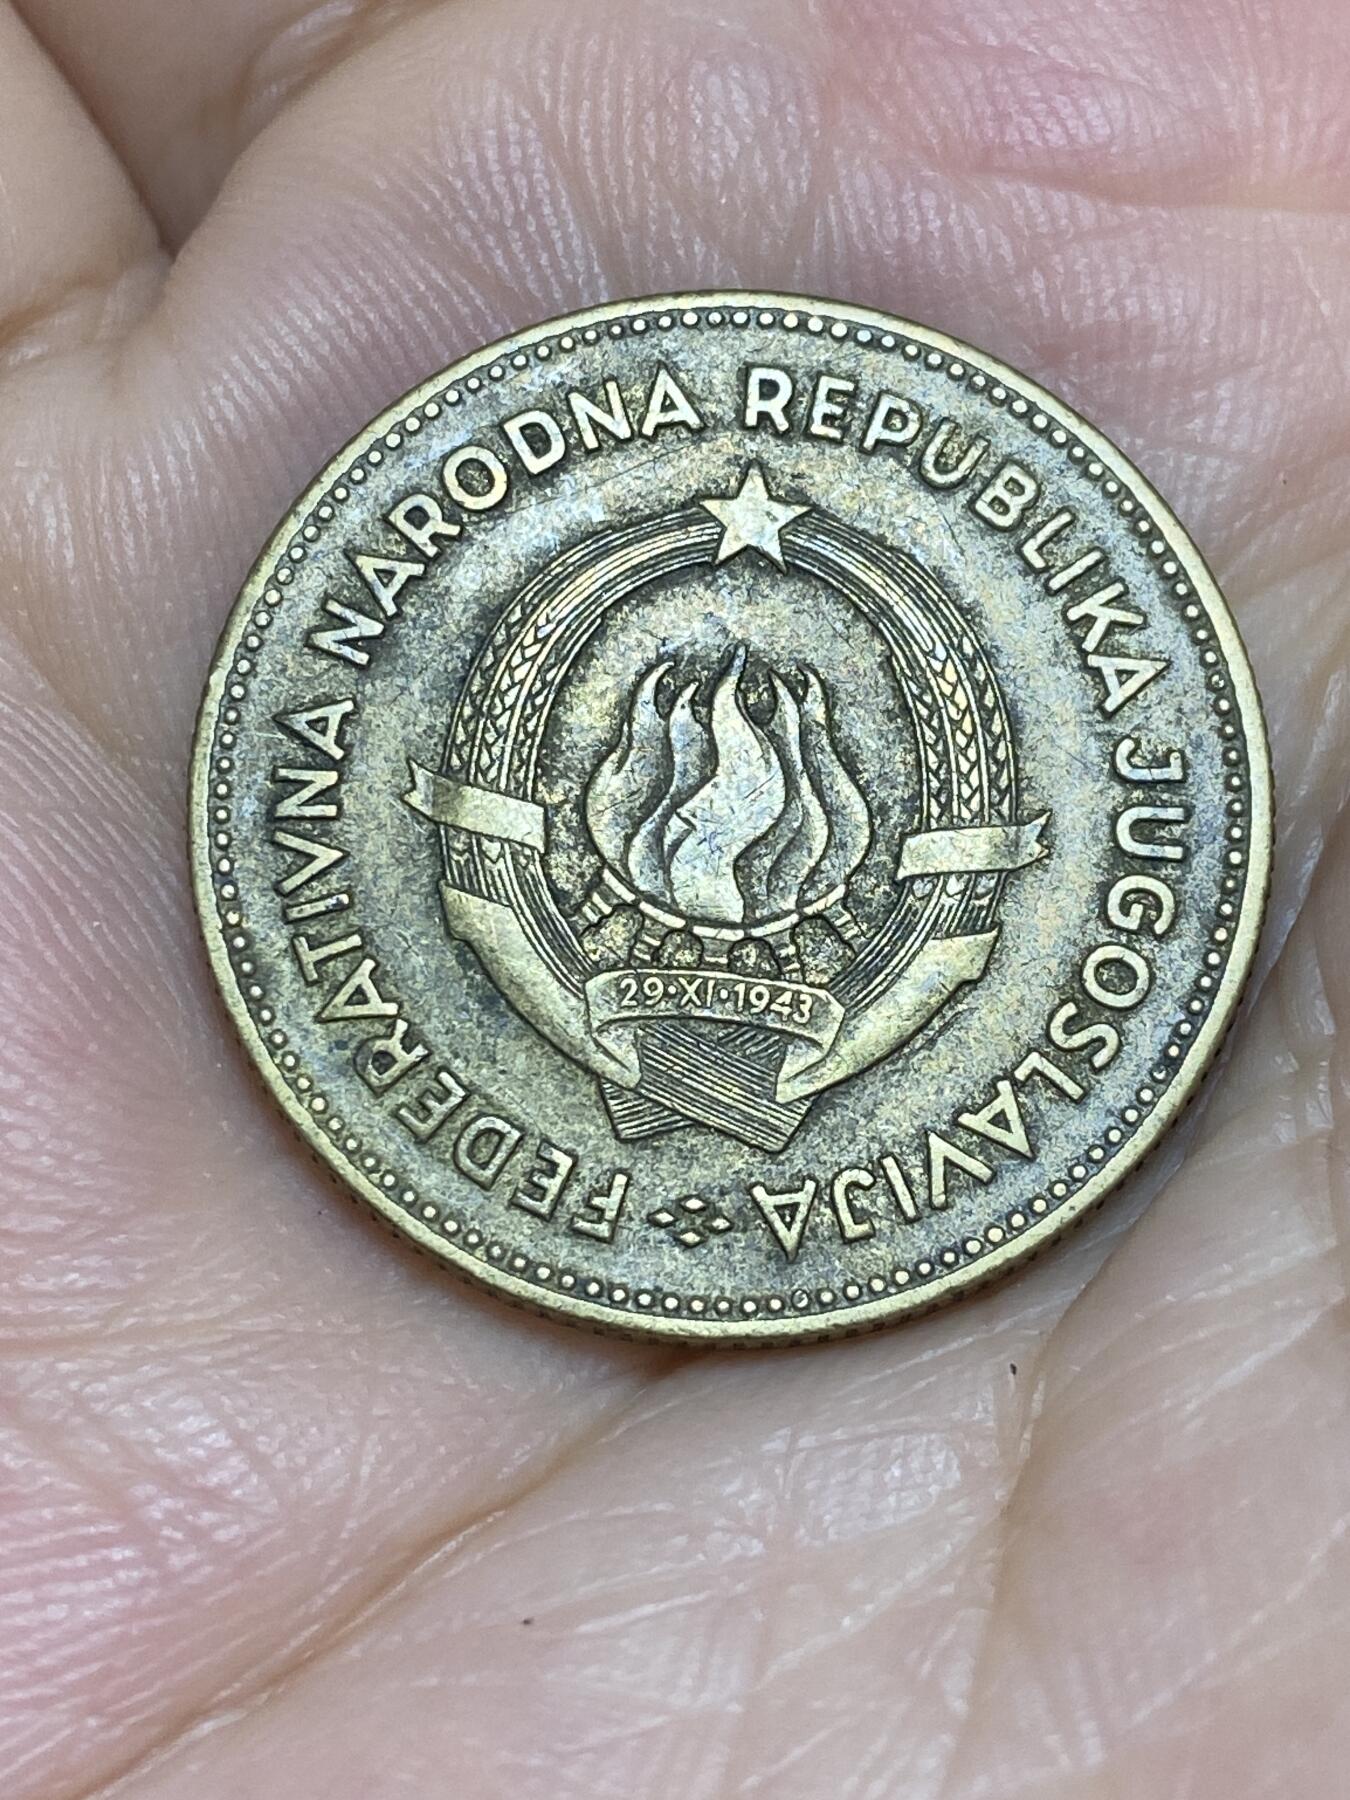 FEDERATIVNA NARODNA REPUBLIKA JUGOSLAVIJA
29·XI·1943